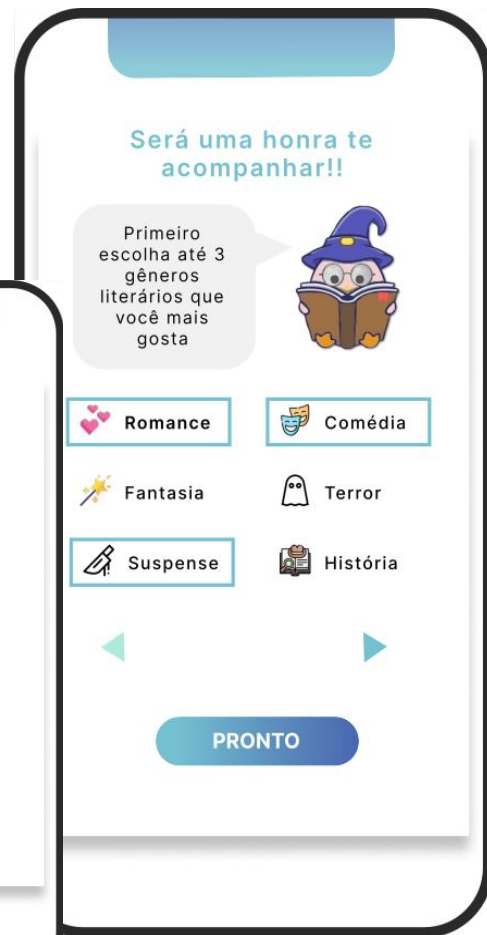 Será uma honra te
acompanhar!!
Primeiro
escolha até 3
gêneros
literários que
você mais
gosta
Romance
Comédia
Fantasia
Terror
Suspense
História
PRONTO